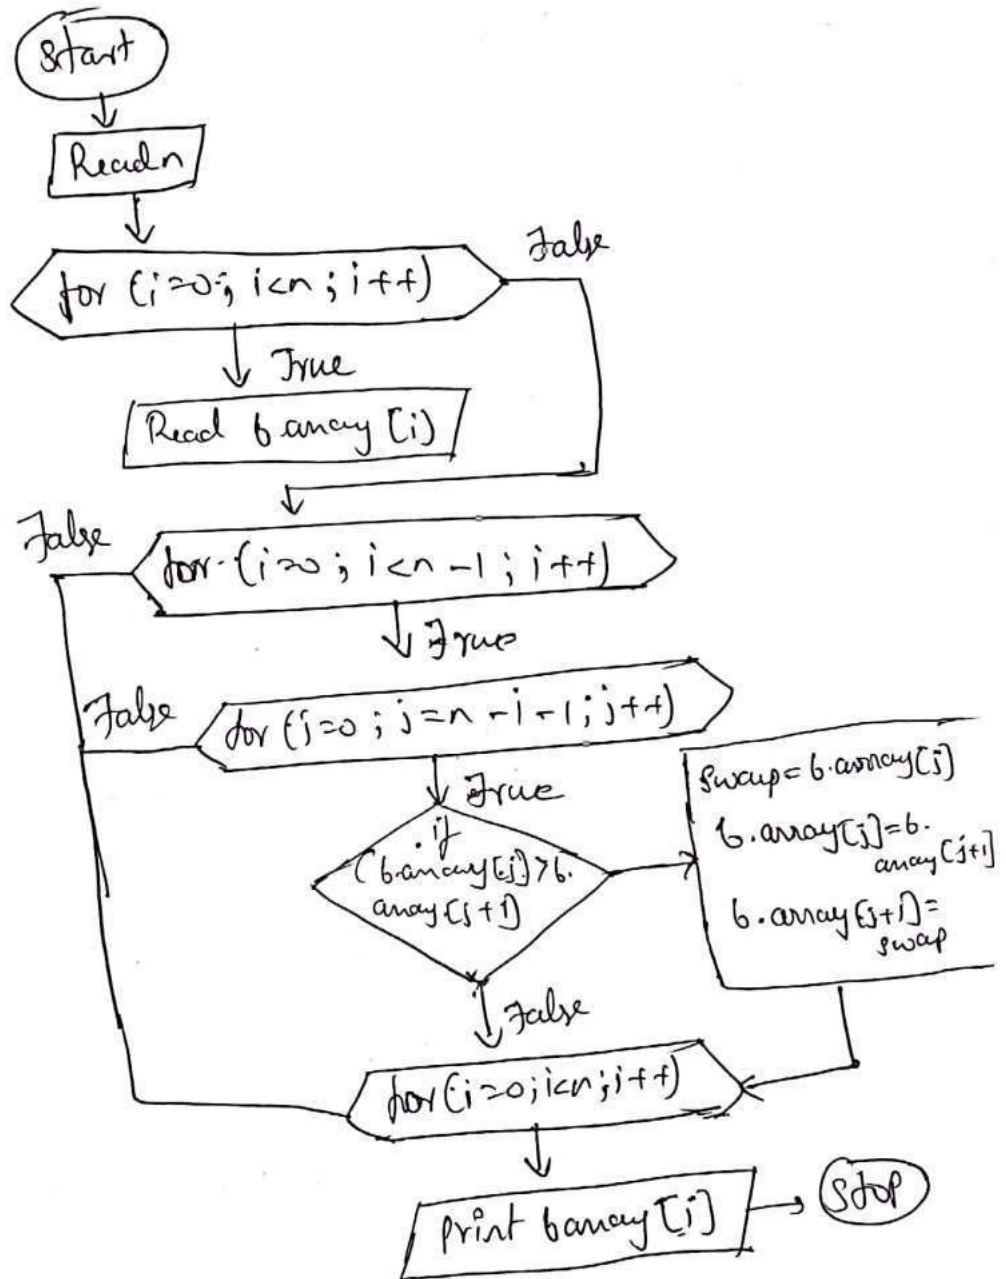 Start
Read n
for (i=0; i<n; i++)
False
True
Read b.array[i]
False
for (i=0; i<n-1; i++)
True
False
for (j=0; j=n-i-1; j++)
True
if
(b.array[j]>b.
array[j+1]
swap=b.array[j]
b.array[j]=b.
array[j+1]
b.array[j+1]=
swap
False
for(i=0;i<n;i++)
print b.array[i]
Stop